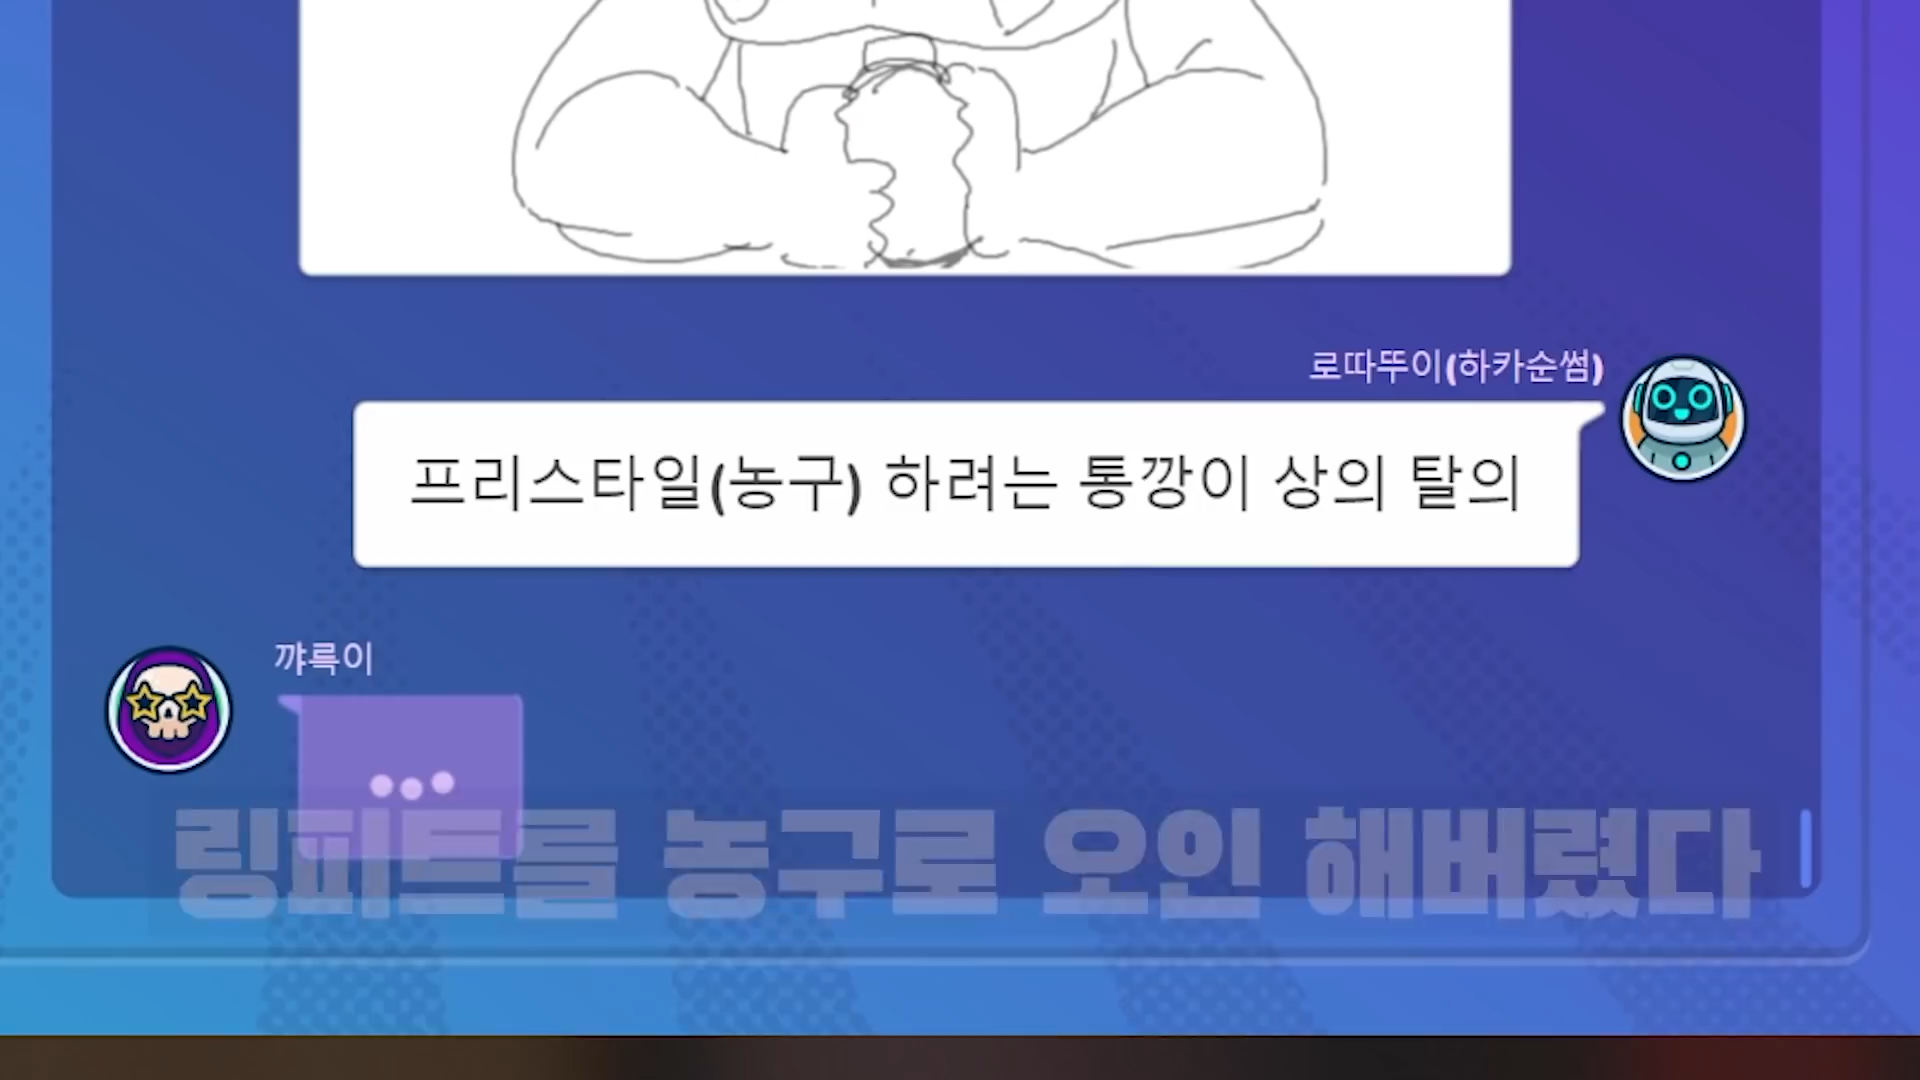 로따뚜이(하카순썸)
프리스타일(농구) 하려는 통깡이 상의 탈의
꺄륵이
링피트를 농구로 오인 해버렸다